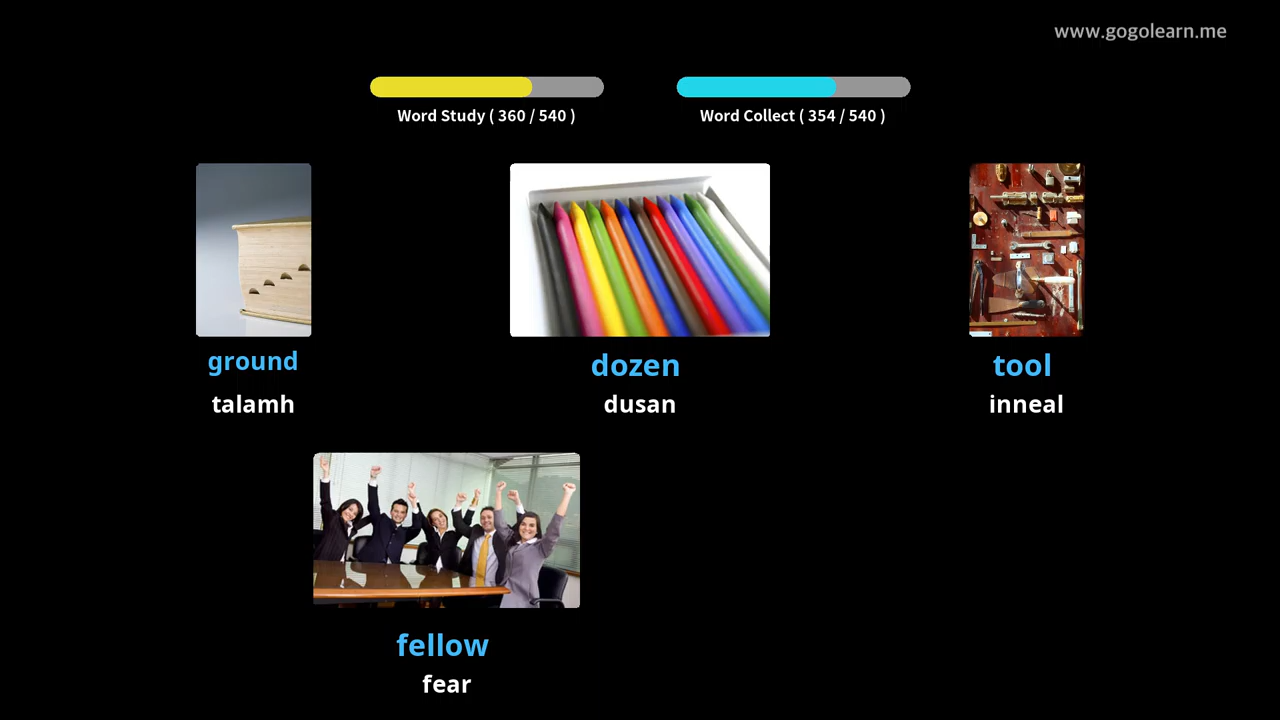 www.gogolearn.me
Word Study ( 360 / 540 )
Word Collect ( 354 / 540 )
ground
talamh
dozen
dusan
tool
inneal
fellow
fear